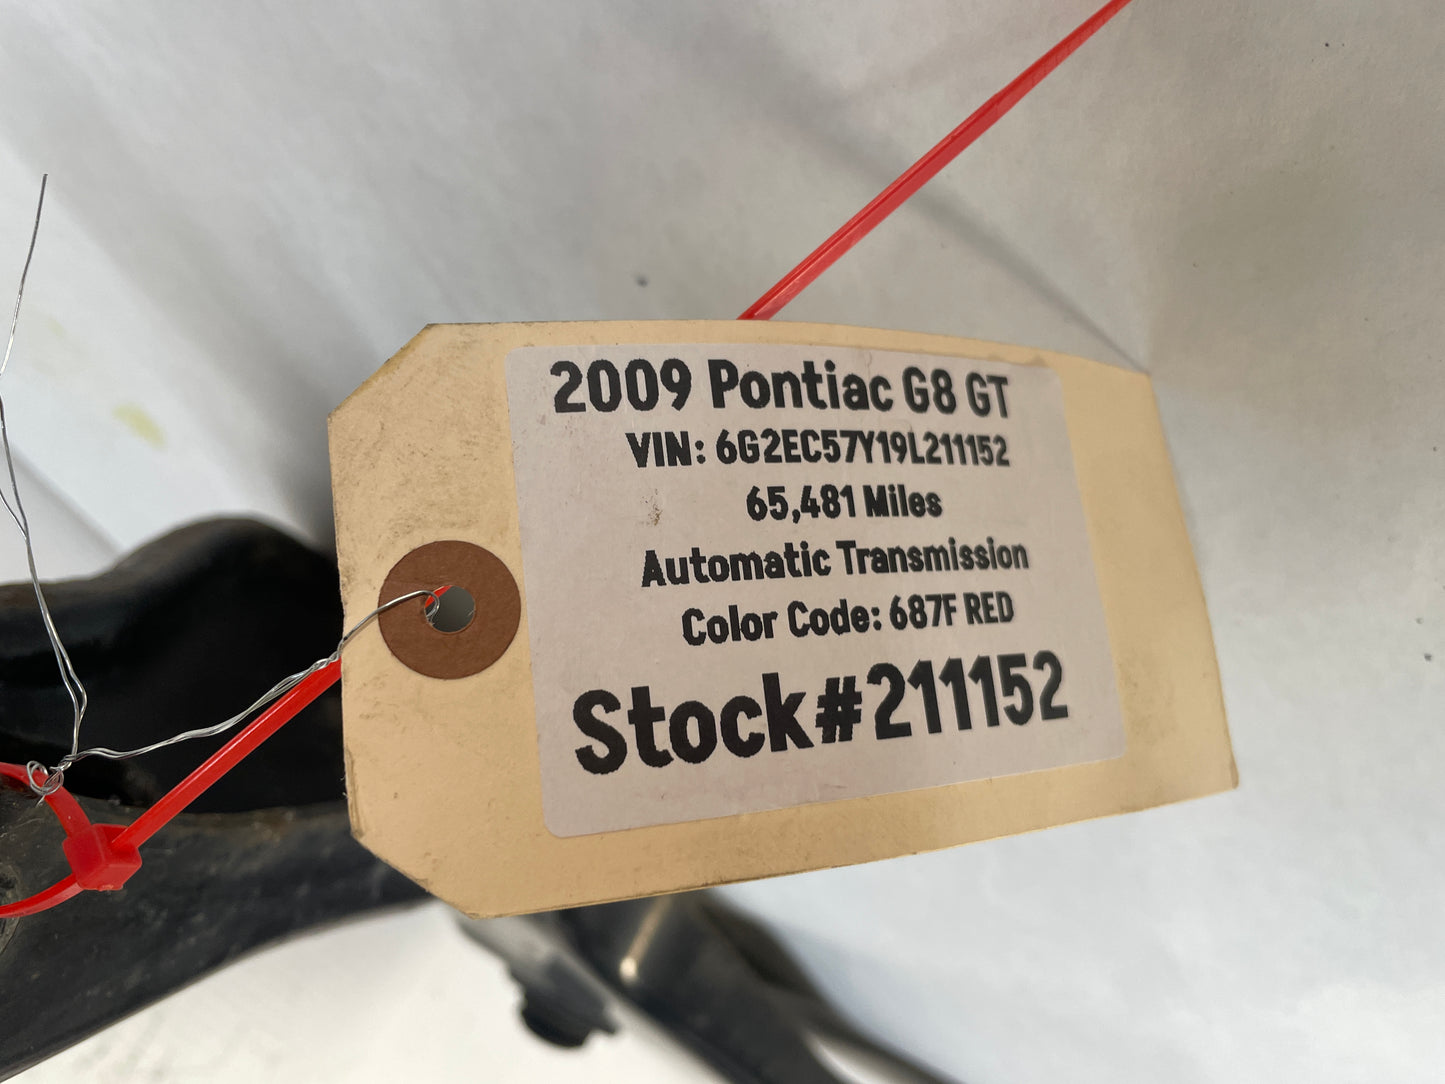 2009 Pontiac G8 GT
VIN: 6G2EC57Y19L211152
65,481 Miles
Automatic Transmission
Color Code: 687F RED
Stock#211152